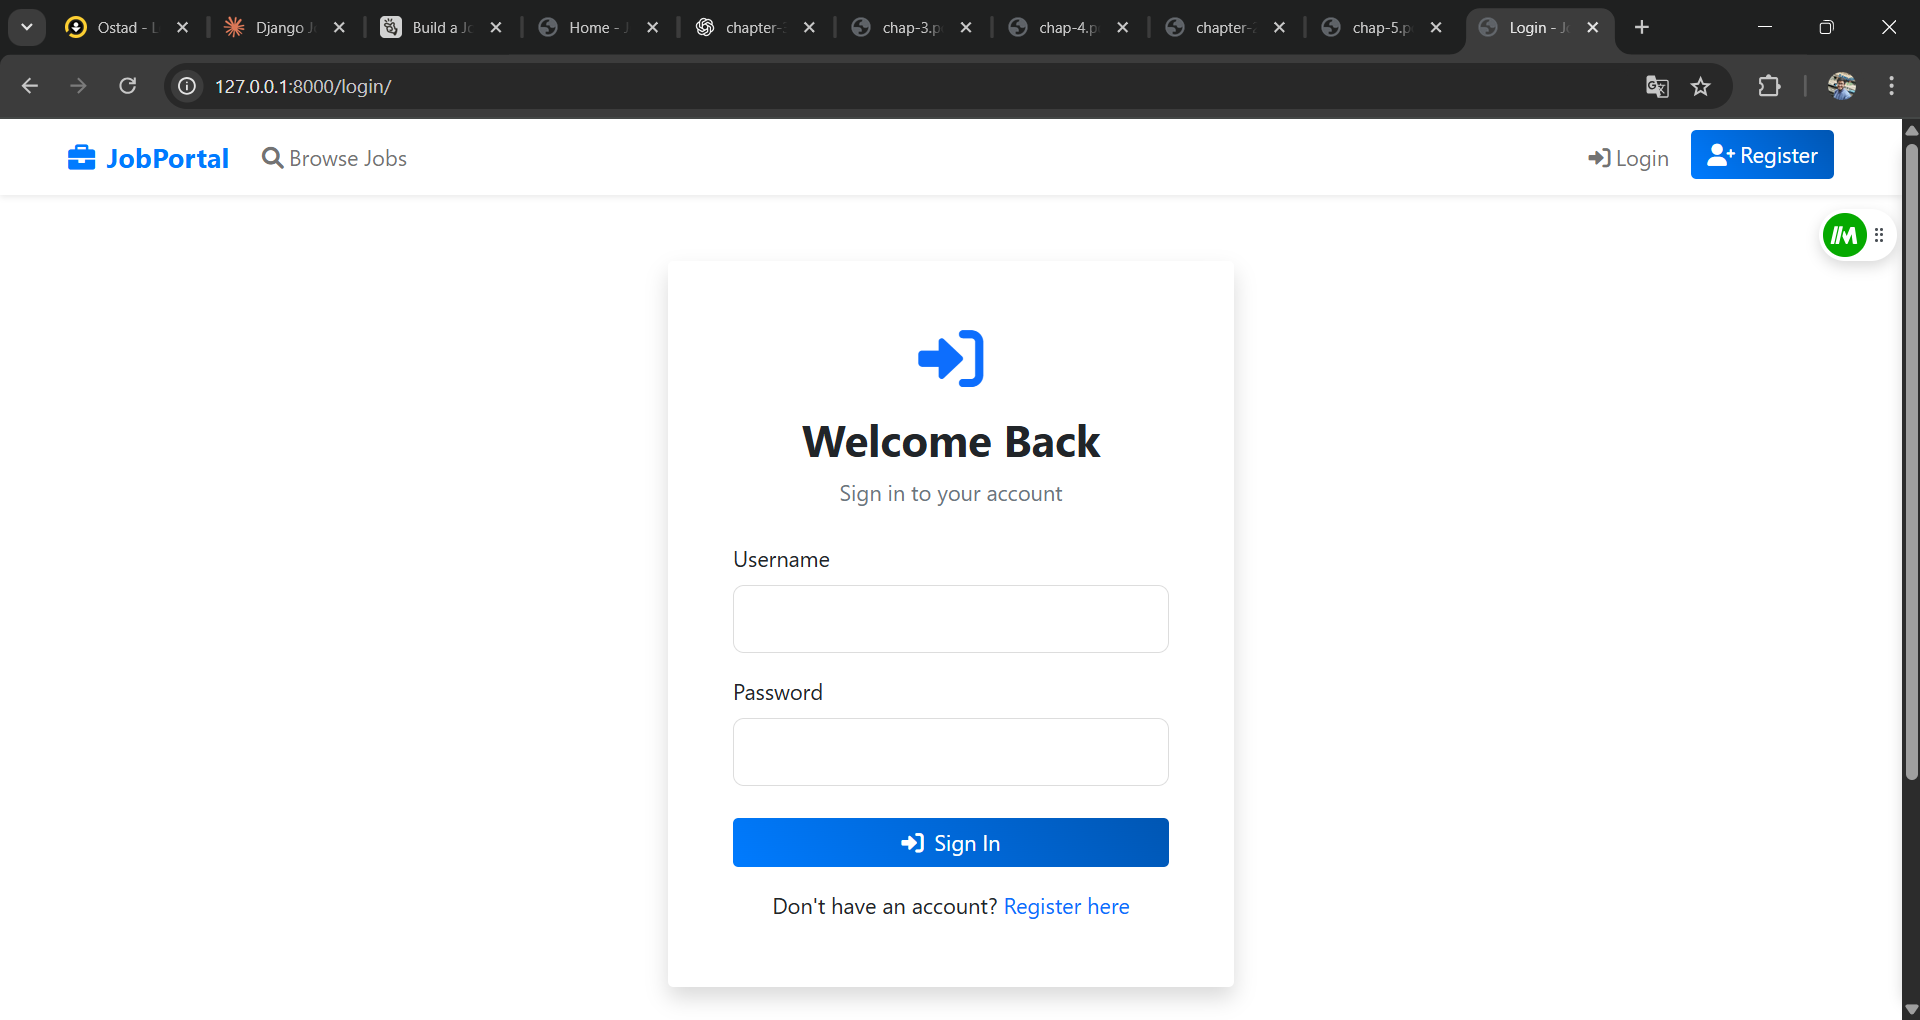 Ostad - L
Django J
Build a Jo
Home - J
chapter-3
chap-3.p
chap-4.p
chapter-2
chap-5.p
Login - Jo
127.0.0.1:8000/login/
JobPortal
Browse Jobs
Login
Register
Welcome Back
Sign in to your account
Username
Password
Sign In
Don't have an account? Register here